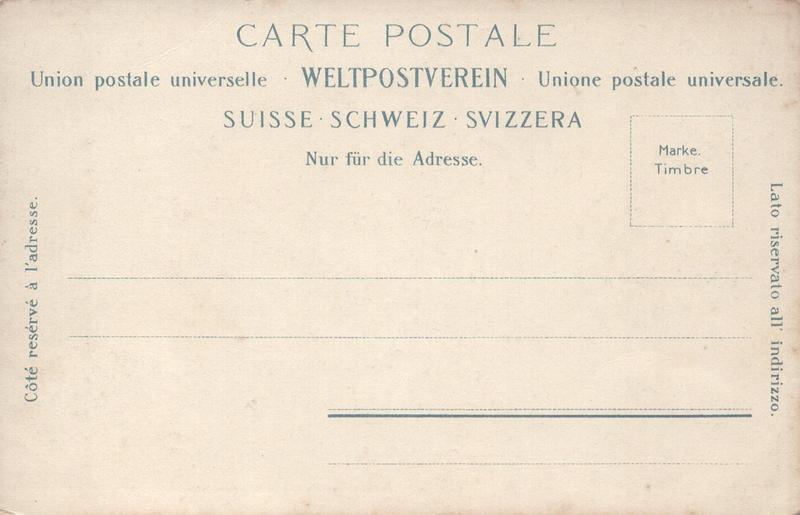 CARTE POSTALE
Union postale universelle · WELTPOSTVEREIN · Unione postale universale.
SUISSE · SCHWEIZ · SVIZZERA
Nur für die Adresse.
Marke.
Timbre
Côté resérvé à l'adresse.
Lato riservato all' indirizzo.